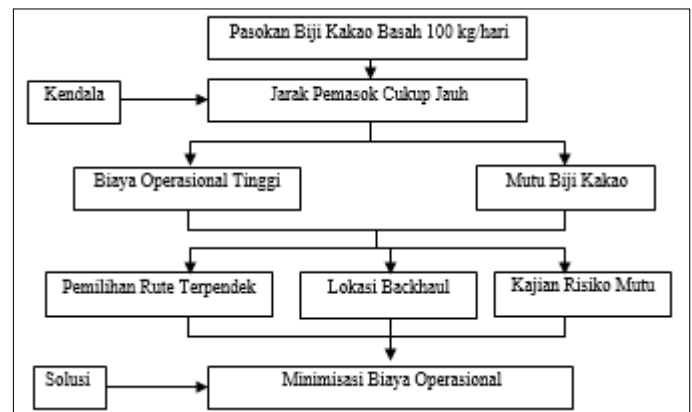 Pasokan Biji Kakao Basah 100 kg/hari
Kendala
Jarak Pemasok Cukup Jauh
Biaya Operasional Tinggi
Mutu Biji Kakao
Pemilihan Rute Terpendek
Lokasi Backhaul
Kajian Risiko Mutu
Solusi
Minimisasi Biaya Operasional